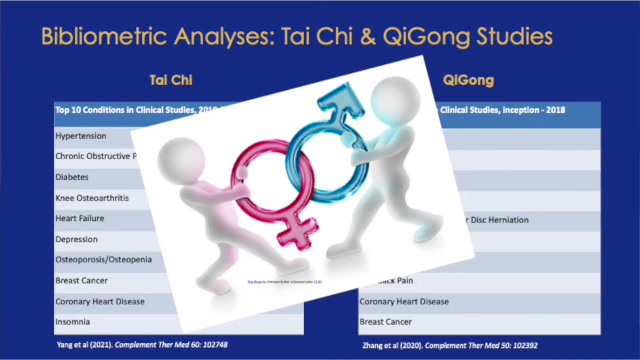 Bibliometric Analyses: Tai Chi & QiGong Studies
Tai Chi
Top 10 Conditions in Clinical Studies,
Hypertension
Chronic Obstructive
Diabetes
Knee Osteoarthritis
Heart Failure
Depression
Osteoporosis/Osteopenia
Breast Cancer
Coronary Heart Disease
Insomnia
Yang et al (2021). Complement Ther Med 60: 102748
QiGong
Clinical Studies, inception - 2018
Disc Herniation
Pain
Coronary Heart Disease
Breast Cancer
Zhang et al (2020). Complement Ther Med 50: 102392